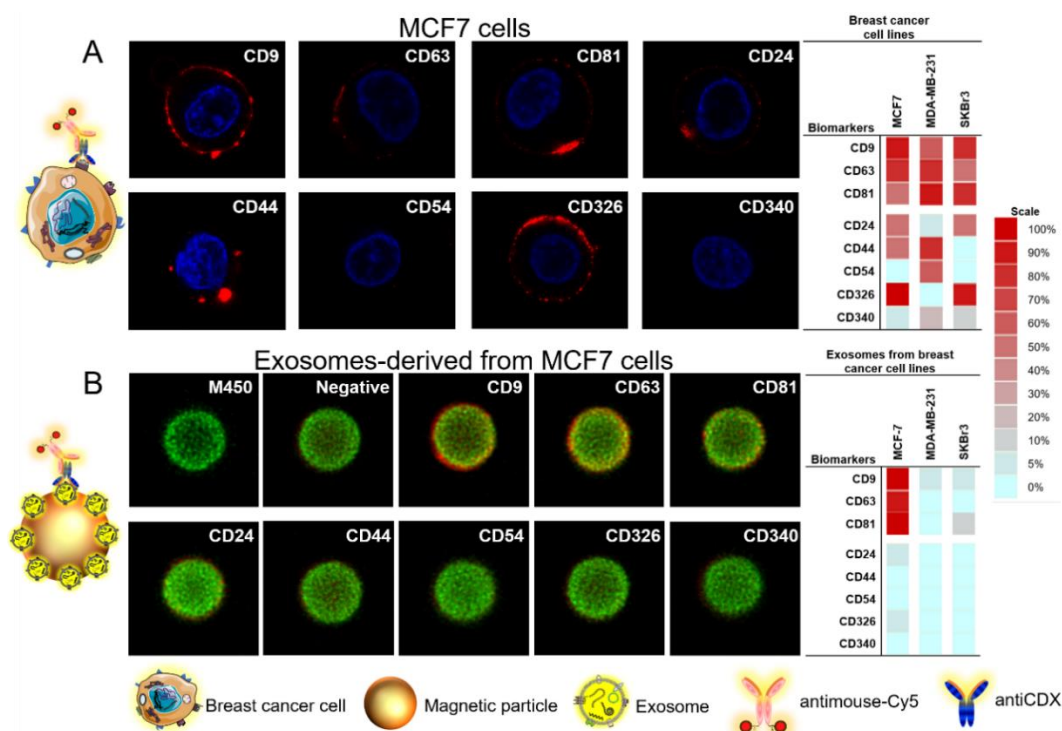 A
MCF7 cells
CD9
CD63
CD81
CD24
CD44
CD54
CD326
CD340
Breast cancer
cell lines
Biomarkers
MCF7
MDA-MB-231
SKBr3
CD9
CD63
CD81
CD24
CD44
CD54
CD326
CD340
Scale
100%
90%
80%
70%
60%
50%
40%
30%
20%
10%
5%
0%
B
Exosomes-derived from MCF7 cells
M450
Negative
CD9
CD63
CD81
CD24
CD44
CD54
CD326
CD340
Exosomes from breast
cancer cell lines
Biomarkers
MCF-7
MDA-MB-231
SKBr3
CD9
CD63
CD81
CD24
CD44
CD54
CD326
CD340
Breast cancer cell
Magnetic particle
Exosome
antimouse-Cy5
antiCDX